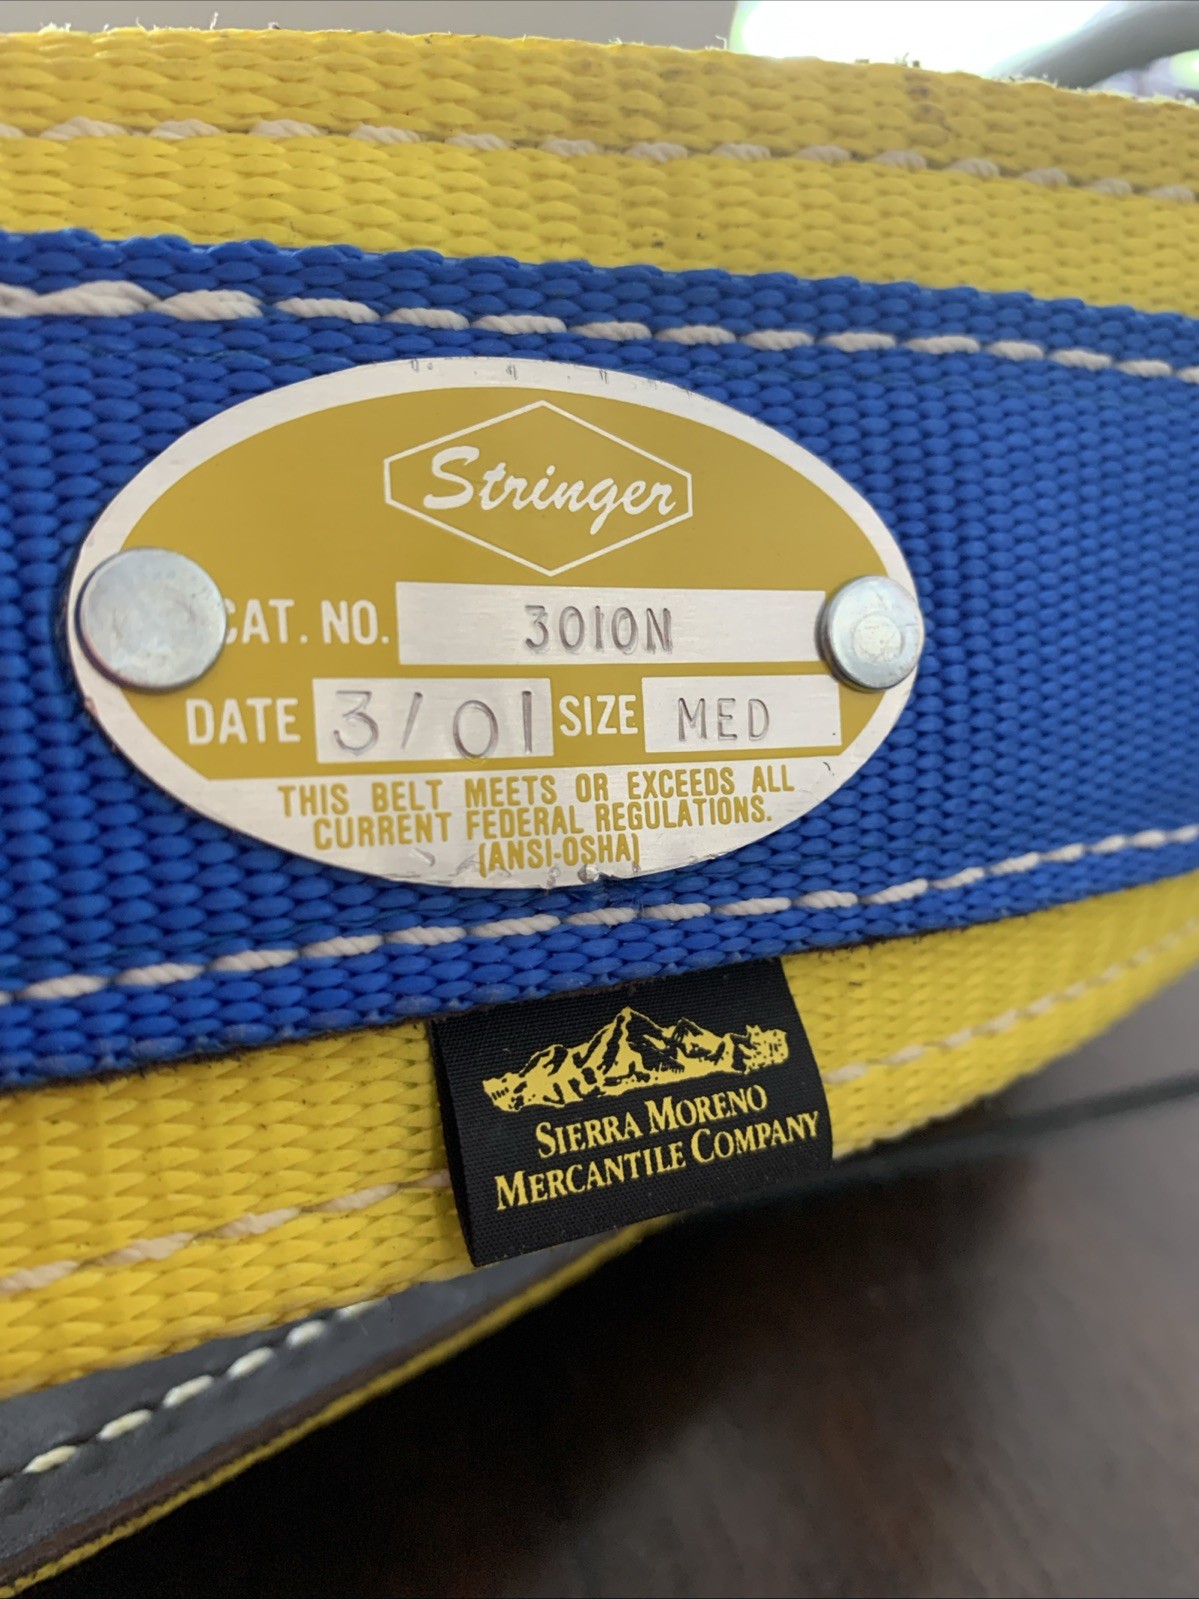 Stringer
CAT. NO. 3010N
DATE 3/01 SIZE MED
THIS BELT MEETS OR EXCEEDS ALL
CURRENT FEDERAL REGULATIONS.
(ANSI-OSHA)
SIERRA MORENO
MERCANTILE COMPANY